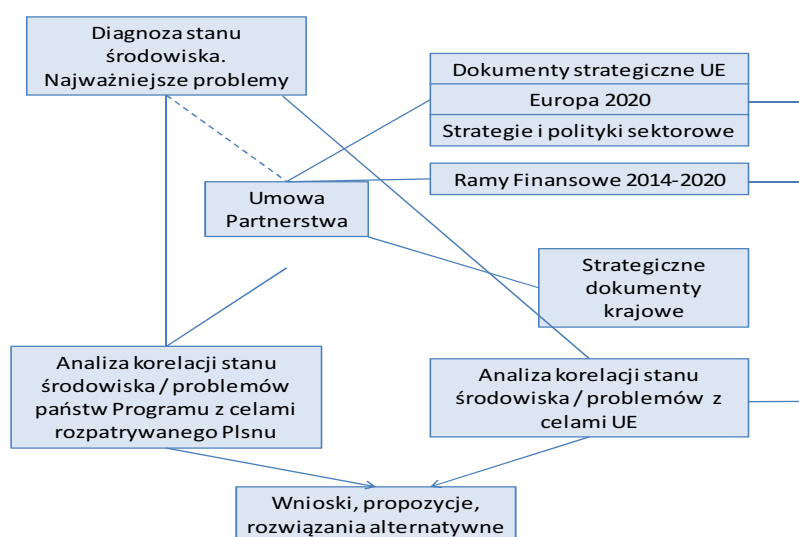 Diagnoza stanu
środowiska.
Najważniejsze problemy
Dokumenty strategiczne UE
Europa 2020
Strategie i polityki sektorowe
Ramy Finansowe 2014-2020
Umowa
Partnerstwa
Strategiczne
dokumenty
krajowe
Analiza korelacji stanu
środowiska / problemów
państw Programu z celami
rozpatrywanego Plsnu
Analiza korelacji stanu
środowiska / problemów z
celami UE
Wnioski, propozycje,
rozwiązania alternatywne